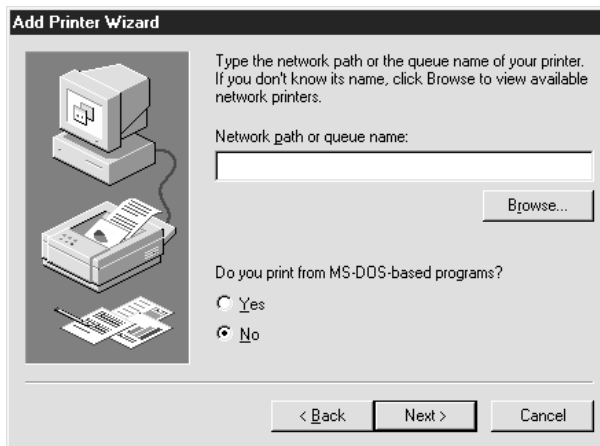 Add Printer Wizard
Type the network path or the queue name of your printer.
If you don't know its name, click Browse to view available
network printers.
Network path or queue name:
Browse...
Do you print from MS-DOS-based programs?
Yes
No
< Back
Next >
Cancel